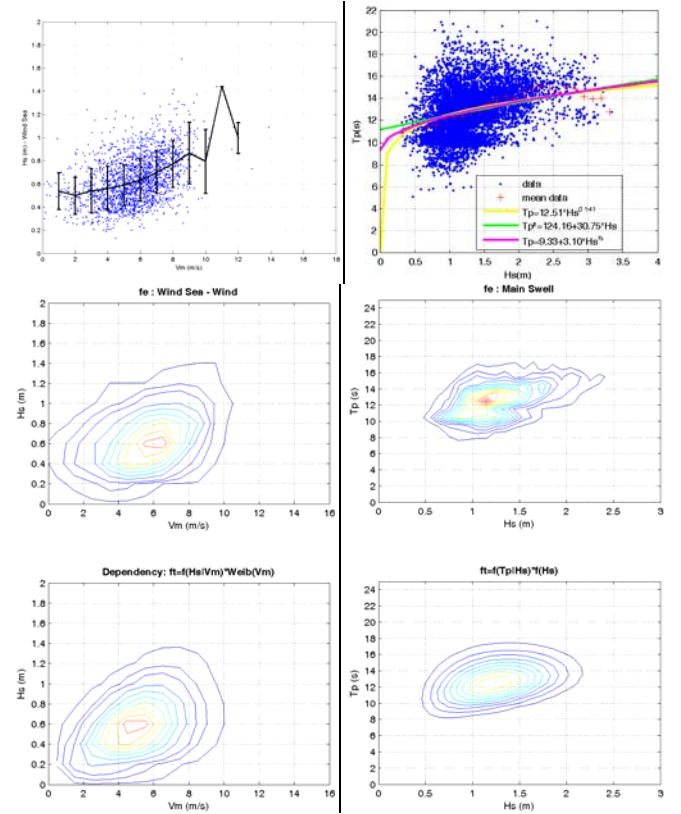 2
1.8
1.6
1.4
1.2
1
0.8
0.6
0.4
0.2
0
Hs (m) - Wind Sea
0 2 4 6 8 10 12 14 16 18
Vm (m/s)
22
20
18
16
14
12
10
8
6
4
2
0
Tp(s)
data
mean data
Tp=12.51*Hs^0.141
124.16+30.75*Hs
Tp=9.33+3.10*Hs
0 0.5 1 1.5 2 2.5 3 3.5 4
Hs(m)
fe : Wind Sea - Wind
2
1.8
1.6
1.4
1.2
1
0.8
0.6
0.4
0.2
0
Hs (m)
0 2 4 6 8 10 12 14 16
Vm (m/s)
fe : Main Swell
24
22
20
18
16
14
12
10
8
6
4
2
0
Tp (s)
0 0.5 1 1.5 2 2.5 3
Hs (m)
Dependency: ft=f(Hs|Vm)*Weib(Vm)
2
1.8
1.6
1.4
1.2
1
0.8
0.6
0.4
0.2
0
Hs (m)
0 2 4 6 8 10 12 14 16
Vm (m/s)
ft=f(Tp|Hs)*f(Hs)
24
22
20
18
16
14
12
10
8
6
4
2
0
Tp (s)
0 0.5 1 1.5 2 2.5 3
Hs (m)